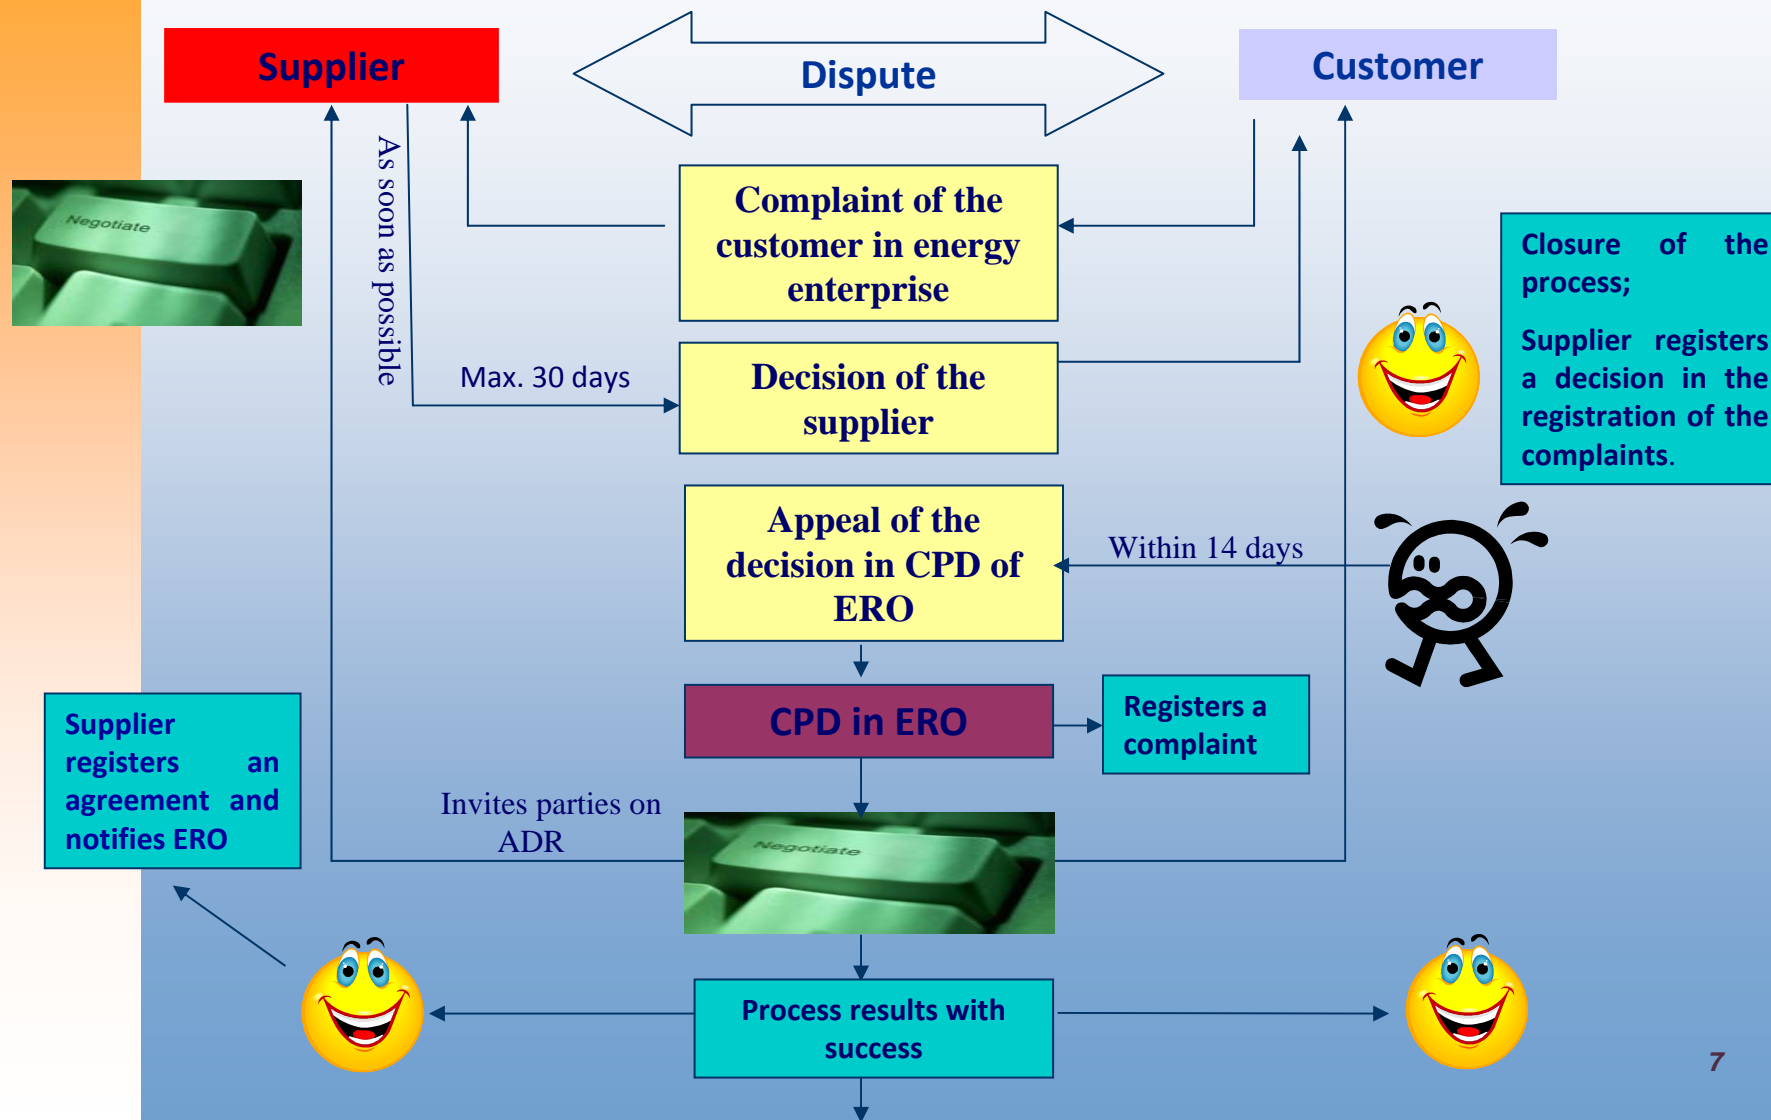 Supplier
Dispute
Customer
As soon as possible
Negotiate
Complaint of the
customer in energy
enterprise
Closure of the
process;
Supplier registers
a decision in the
registration of the
complaints.
Max. 30 days
Decision of the
supplier
Appeal of the
decision in CPD of
ERO
Within 14 days
CPD in ERO
Registers a
complaint
Supplier
registers an
agreement and
notifies ERO
Invites parties on
ADR
Negotiate
Process results with
success
7